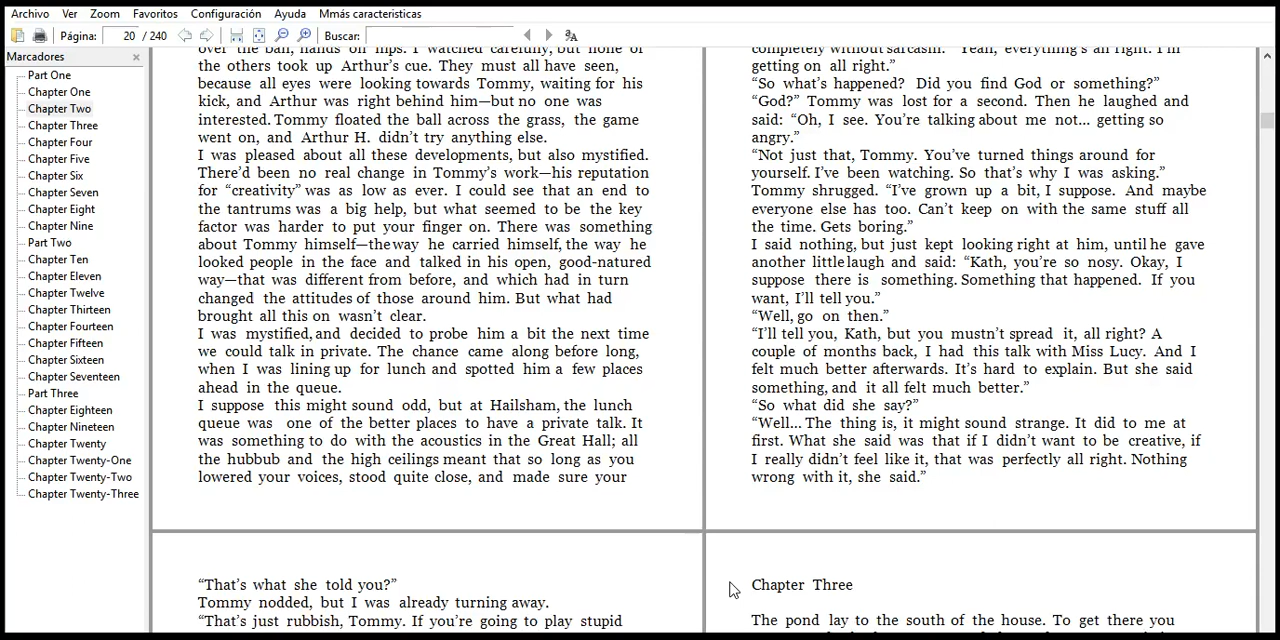 Archivo Ver Zoom Favoritos Configuración Ayuda Mmás caracteristicas
Página: 20 / 240 Buscar:
Marcadores
Part One
Chapter One
Chapter Two
Chapter Three
Chapter Four
Chapter Five
Chapter Six
Chapter Seven
Chapter Eight
Chapter Nine
Part Two
Chapter Ten
Chapter Eleven
Chapter Twelve
Chapter Thirteen
Chapter Fourteen
Chapter Fifteen
Chapter Sixteen
Chapter Seventeen
Part Three
Chapter Eighteen
Chapter Nineteen
Chapter Twenty
Chapter Twenty-One
Chapter Twenty-Two
Chapter Twenty-Three
over the ball, hands on hips. I watched carefully, but none of
the others took up Arthur’s cue. They must all have seen,
because all eyes were looking towards Tommy, waiting for his
kick, and Arthur was right behind him—but no one was
interested. Tommy floated the ball across the grass, the game
went on, and Arthur H. didn’t try anything else.
I was pleased about all these developments, but also mystified.
There’d been no real change in Tommy’s work—his reputation
for “creativity” was as low as ever. I could see that an end to
the tantrums was a big help, but what seemed to be the key
factor was harder to put your finger on. There was something
about Tommy himself—the way he carried himself, the way he
looked people in the face and talked in his open, good-natured
way—that was different from before, and which had in turn
changed the attitudes of those around him. But what had
brought all this on wasn’t clear.
I was mystified, and decided to probe him a bit the next time
we could talk in private. The chance came along before long,
when I was lining up for lunch and spotted him a few places
ahead in the queue.
I suppose this might sound odd, but at Hailsham, the lunch
queue was one of the better places to have a private talk. It
was something to do with the acoustics in the Great Hall; all
the hubbub and the high ceilings meant that so long as you
lowered your voices, stood quite close, and made sure your
completely without sarcasm. “Yeah, everything’s all right. I’m
getting on all right.”
“So what’s happened? Did you find God or something?”
“God?” Tommy was lost for a second. Then he laughed and
said: “Oh, I see. You’re talking about me not... getting so
angry.”
“Not just that, Tommy. You’ve turned things around for
yourself. I’ve been watching. So that’s why I was asking.”
Tommy shrugged. “I’ve grown up a bit, I suppose. And maybe
everyone else has too. Can’t keep on with the same stuff all
the time. Gets boring.”
I said nothing, but just kept looking right at him, until he gave
another little laugh and said: “Kath, you’re so nosy. Okay, I
suppose there is something. Something that happened. If you
want, I’ll tell you.”
“Well, go on then.”
“I’ll tell you, Kath, but you mustn’t spread it, all right? A
couple of months back, I had this talk with Miss Lucy. And I
felt much better afterwards. It’s hard to explain. But she said
something, and it all felt much better.”
“So what did she say?”
“Well... The thing is, it might sound strange. It did to me at
first. What she said was that if I didn’t want to be creative, if
I really didn’t feel like it, that was perfectly all right. Nothing
wrong with it, she said.”
“That’s what she told you?”
Tommy nodded, but I was already turning away.
“That’s just rubbish, Tommy. If you’re going to play stupid
Chapter Three
The pond lay to the south of the house. To get there you